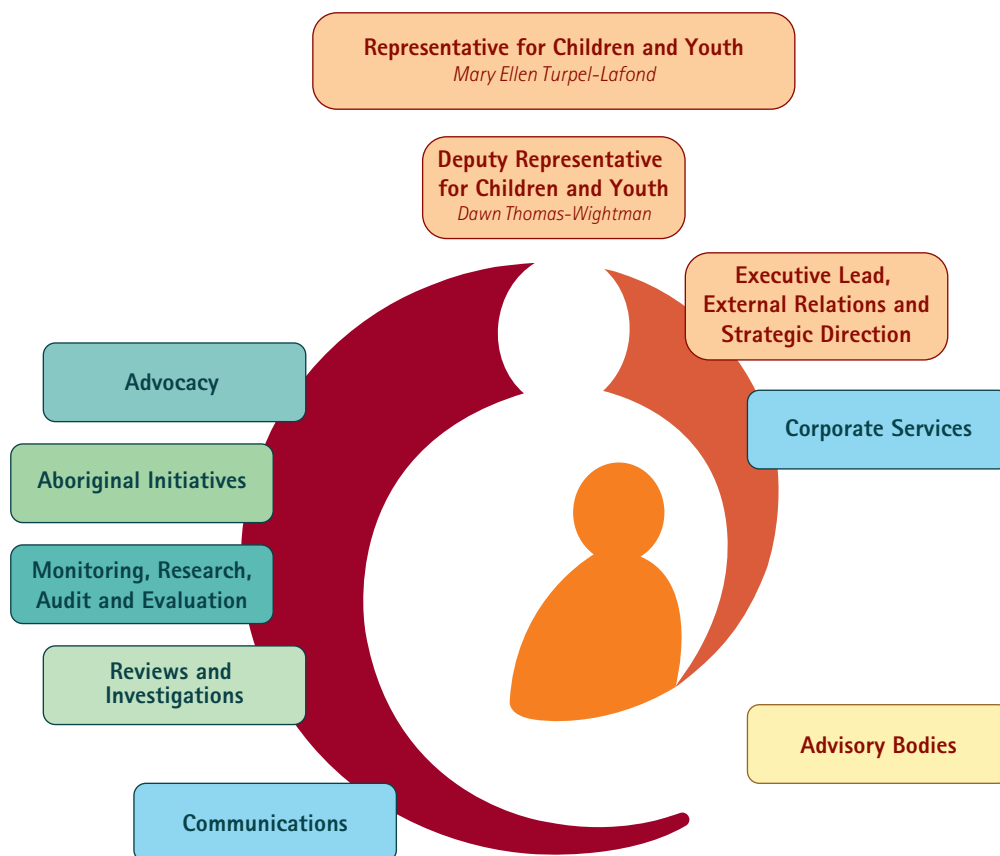 Representative for Children and Youth
Mary Ellen Turpel-Lafond
Deputy Representative
for Children and Youth
Dawn Thomas-Wightman
Executive Lead,
External Relations and
Strategic Direction
Advocacy
Corporate Services
Aboriginal Initiatives
Monitoring, Research,
Audit and Evaluation
Reviews and
Investigations
Advisory Bodies
Communications